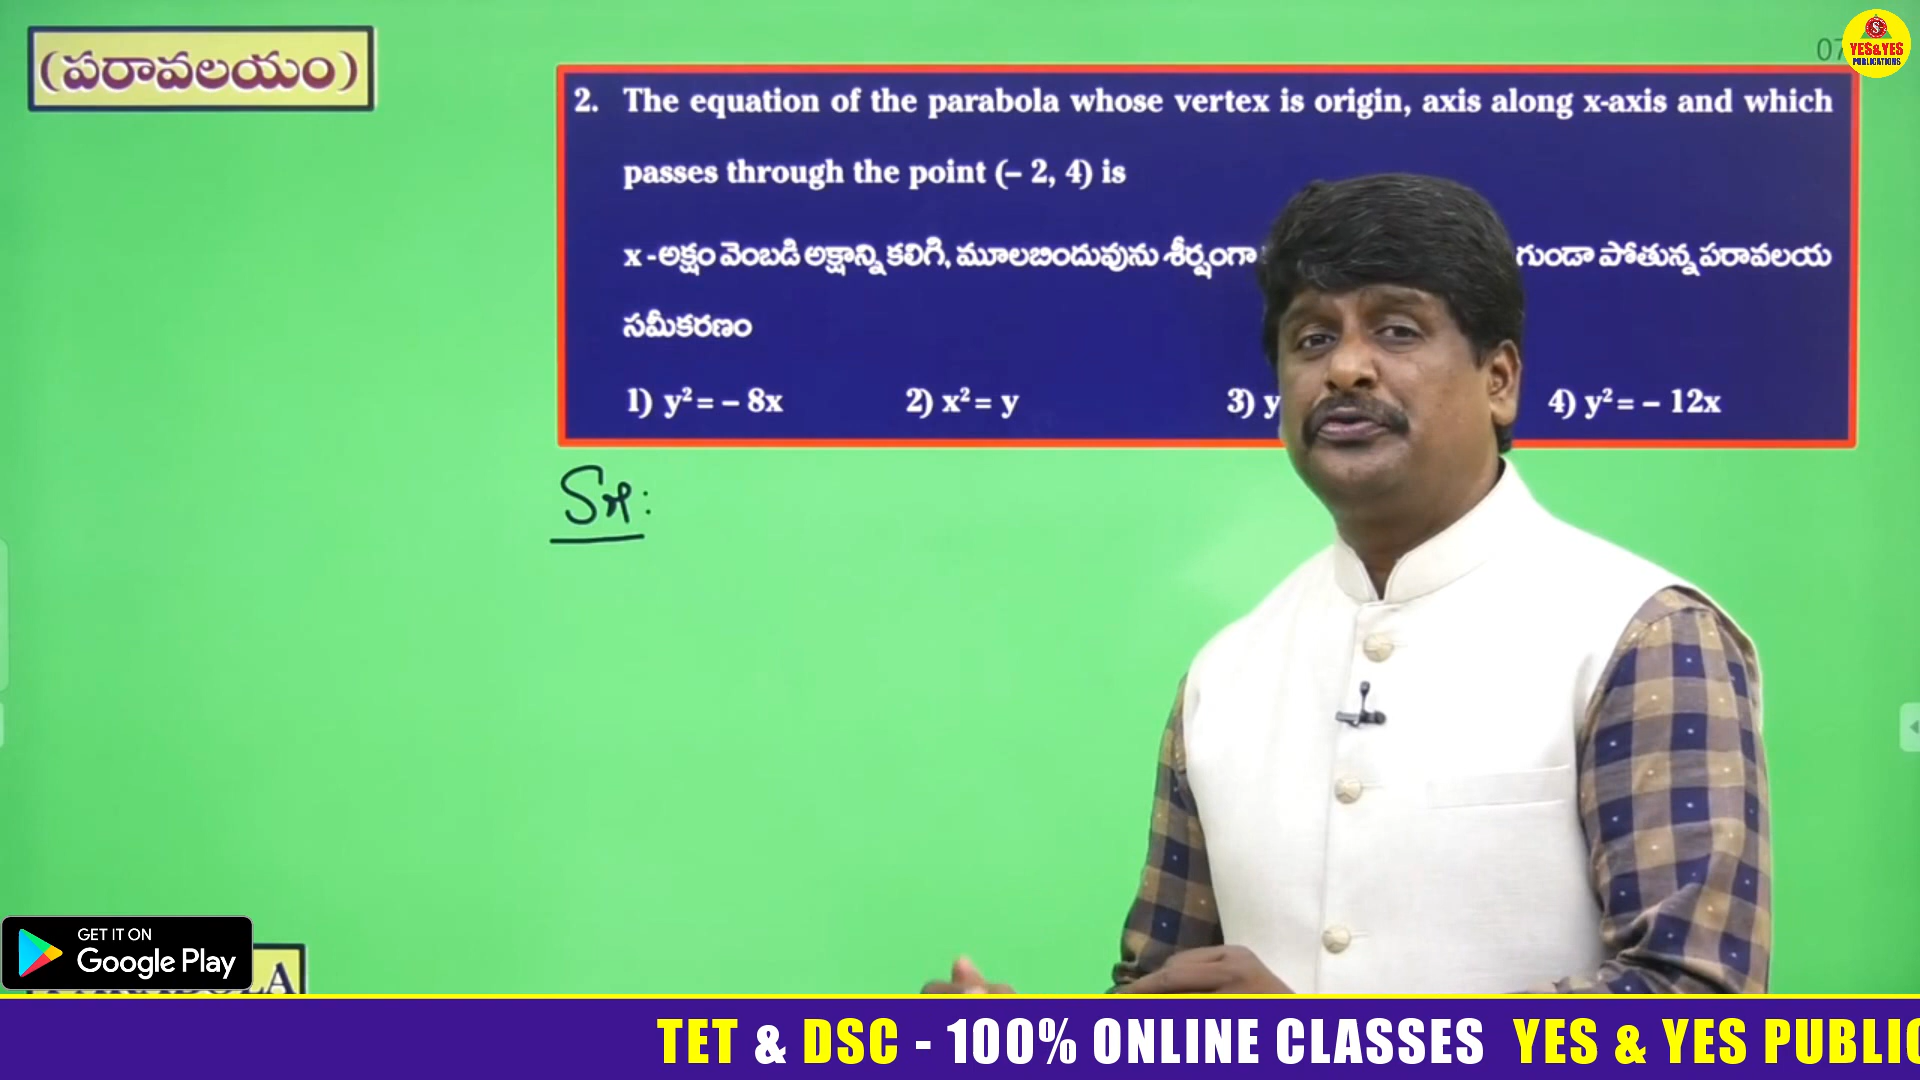 (పరావలయం)
07
YES&YES
PUBLICATIONS
2. The equation of the parabola whose vertex is origin, axis along x-axis and which
passes through the point (– 2, 4) is
x - అక్షం వెంబడి అక్షాన్ని కలిగి, మూలబిందువును శీర్షంగా గుండా పోతున్న పరావలయ
సమీకరణం
1) y² = – 8x 2) x² = y 3) y 4) y² = – 12x
Sol:
GET IT ON
Google Play
TET & DSC - 100% ONLINE CLASSES YES & YES PUBLIC